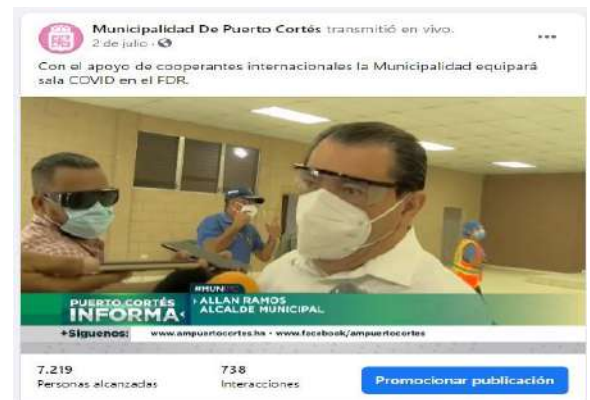 Municipalidad De Puerto Cortés transmitió en vivo.
2 de julio ·
Con el apoyo de cooperantes internacionales la Municipalidad equipará
sala COVID en el FDR.
PUERTO CORTÉS
INFORMA
ALLAN RAMOS
ALCALDE MUNICIPAL
+Siguenos: www.ampuertocortes.hn - www.facebook/ampuertocortes
7.219
Personas alcanzadas
738
Interacciones
Promocionar publicación